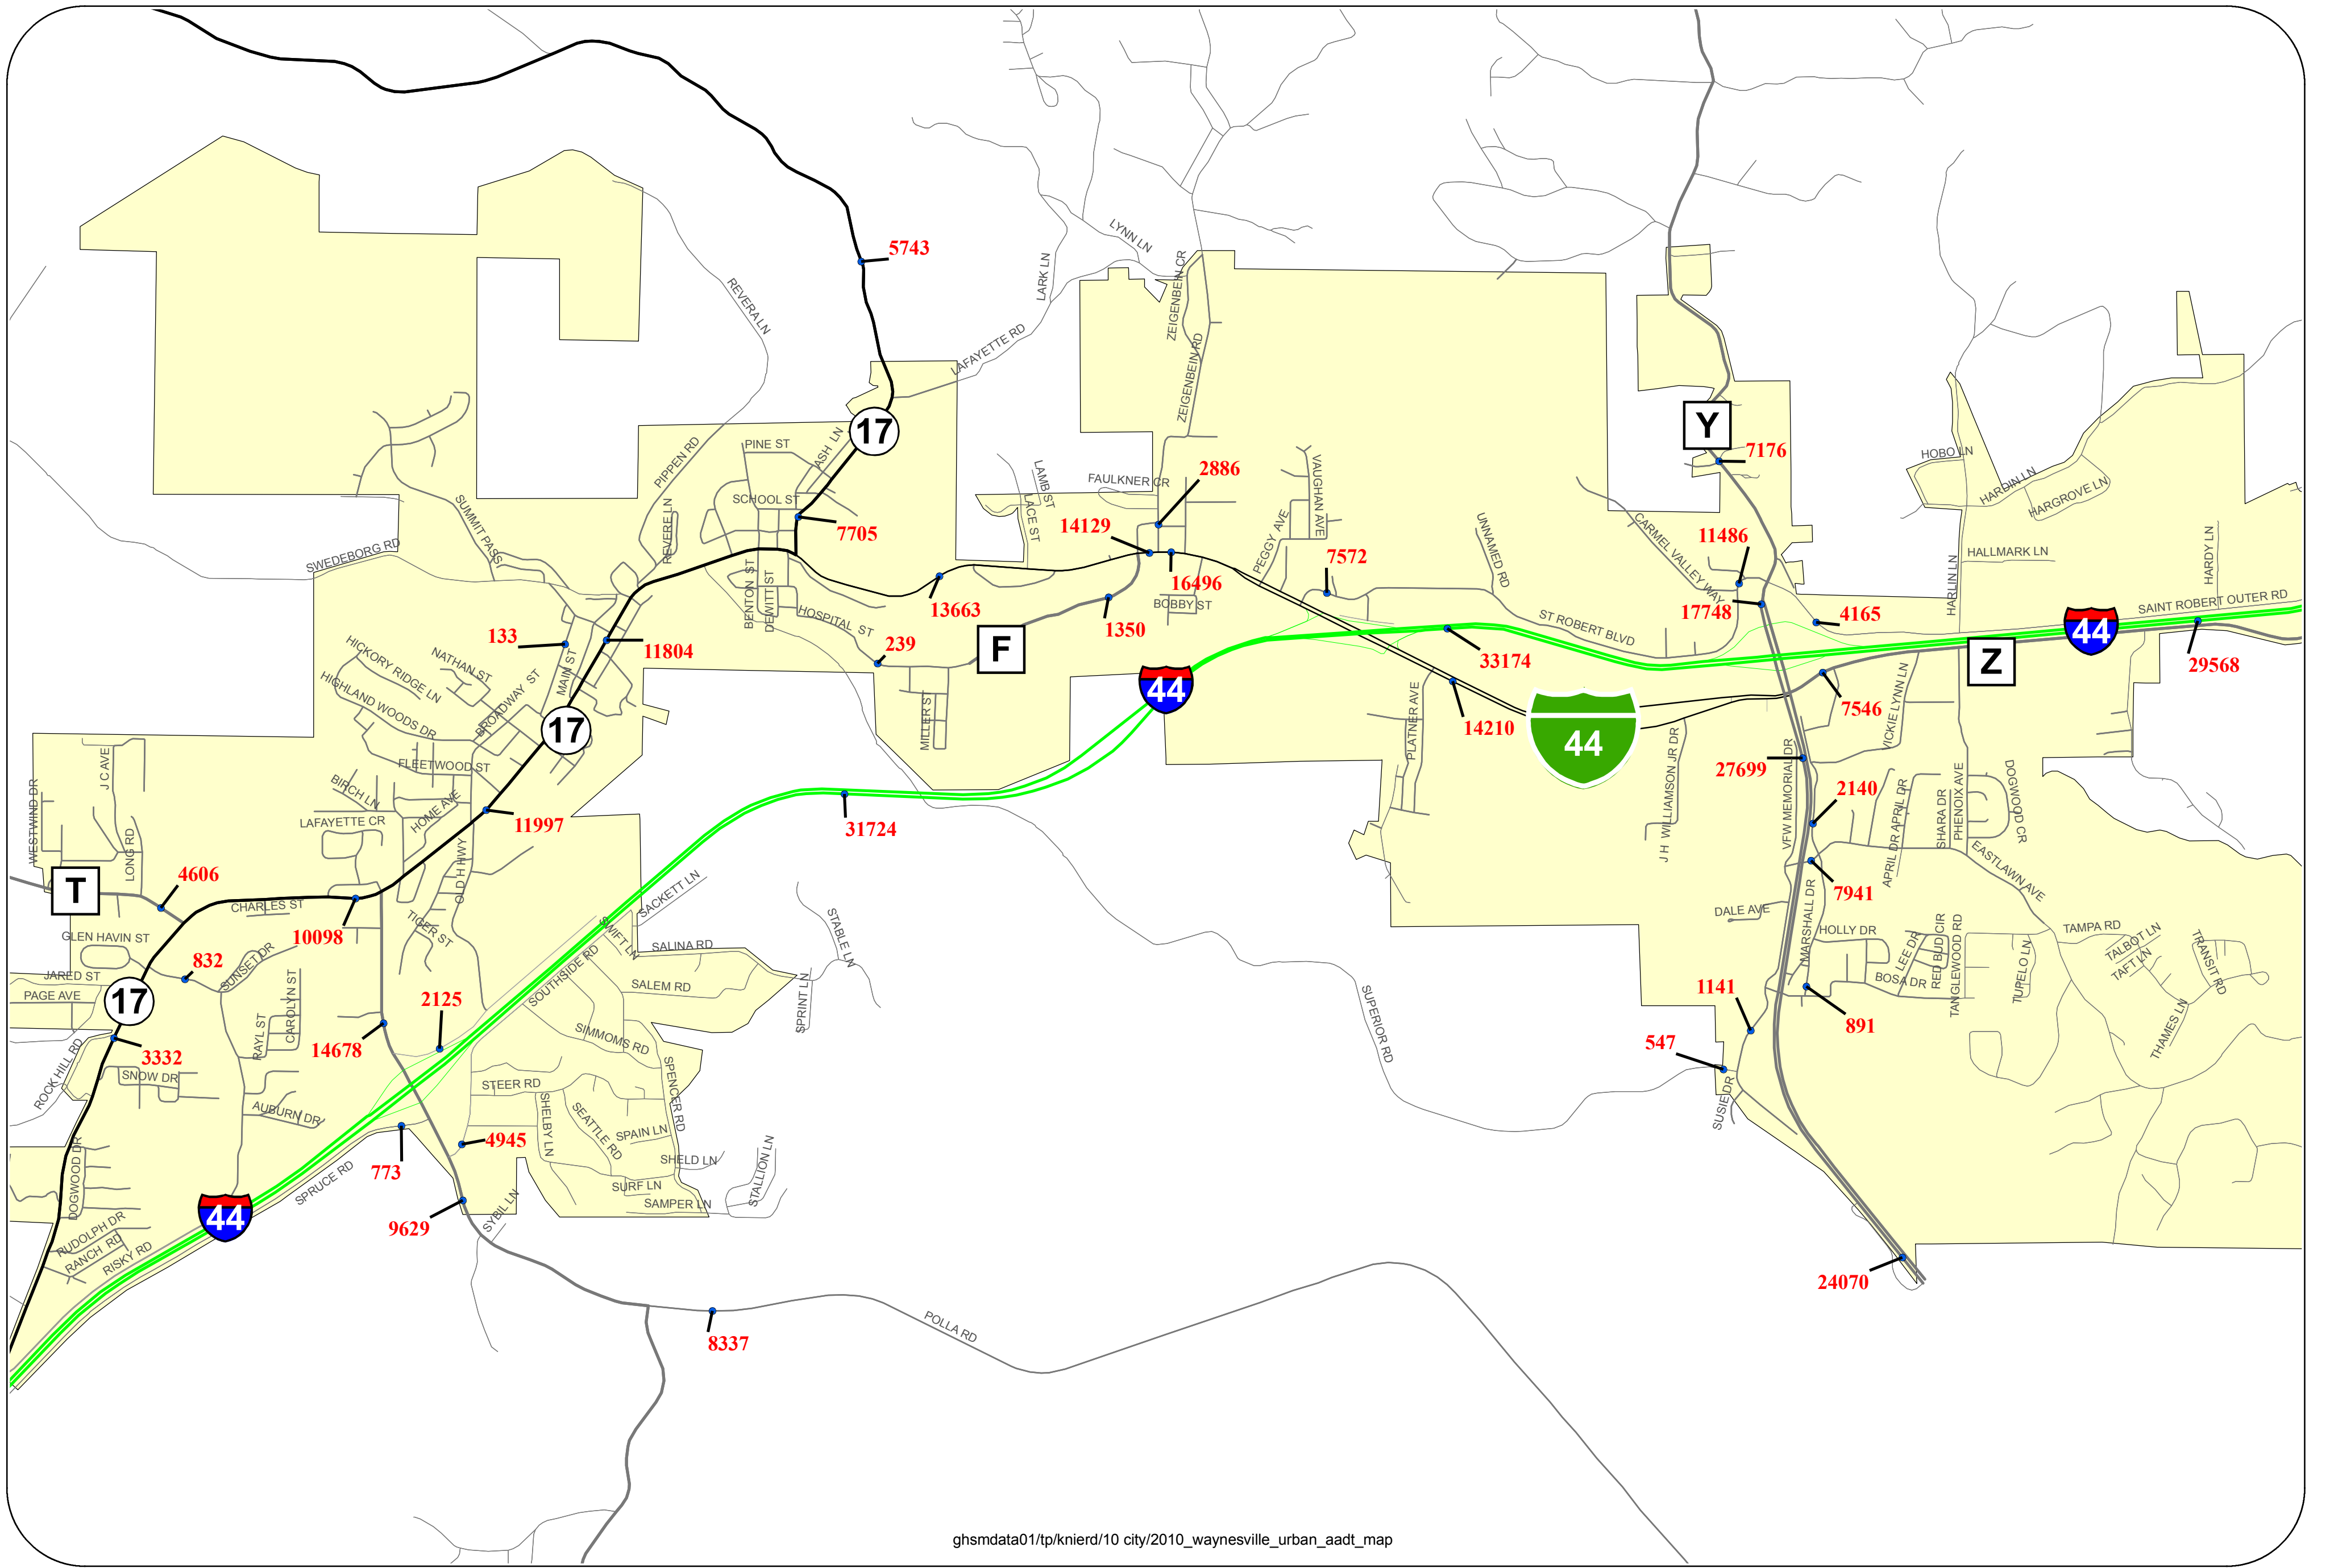 5743
LYNN LN
LARK LN
ZEIGENBEIN CR
REVERA LN
LAFAYETTE RD
ZEIGENBEIN RD
17
Y
7176
PINE ST
ASH LN
PIPPEN RD
SCHOOL ST
7705
REVERE LN
SUMMIT PASS
SWEDEBORG RD
LAMB ST
LACE ST
FAULKNER CR
2886
14129
16496
BOBBY ST
1350
13663
VAUGHAN AVE
PEGGY AVE
7572
UNNAMED RD
CARMEL VALLEY WAY
11486
17748
4165
HOBO LN
HARDIN LN
HARGROVE LN
HALLMARK LN
HARLIN LN
HARDY LN
SAINT ROBERT OUTER RD
44
29568
Z
BENTON ST
DEWITT ST
HOSPITAL ST
239
F
133
11804
MAIN ST
HICKORY RIDGE LN
NATHAN ST
HIGHLAND WOODS DR
BROADWAY ST
17
MILLER ST
44
33174
ST ROBERT BLVD
14210
PLATNER AVE
44
J H WILLIAMSON JR DR
7546
VICKIE LYNN LN
27699
VFW MEMORIAL DR
2140
7941
APRIL DR
APRIL DR
SHARA DR
PHENOIX AVE
DOGWOOD CR
EASTLAWN AVE
FLEETWOOD ST
BIRCH LN
HOME AVE
LAFAYETTE CR
11997
31724
J C AVE
WESTWIND DR
LONG RD
T
4606
CHARLES ST
10098
OLD HWY
TIGER ST
GLEN HAVIN ST
832
SUNSET DR
JARED ST
PAGE AVE
17
CAROLYN ST
RAYL ST
3332
ROCK HILL RD
SNOW DR
AUBURN DR
14678
2125
SACKETT LN
SWIFT LN
SOUTHSIDE RD
SALINA RD
SALEM RD
SIMMOMS RD
STABLE LN
SPRINT LN
SUPERIOR RD
DALE AVE
MARSHALL DR
HOLLY DR
LEE DR
RED BUD CIR
BOSA DR
TANGLEWOOD RD
TUPELO LN
TAMPA RD
TALBOT LN
TAFT LN
TRANSIT RD
THAMES LN
1141
891
547
SUSIE DR
STEER RD
SHELBY LN
SEATTLE RD
SPENCER RD
SPAIN LN
SHELD LN
SURF LN
SAMPER LN
STALLION LN
4945
773
SPRUCE RD
9629
SYBIL LN
DOGWOOD DR
RUDOLPH DR
RANCH RD
RISKY RD
44
24070
8337
POLLA RD
ghsmdata01/tp/knierd/10 city/2010_waynesville_urban_aadt_map